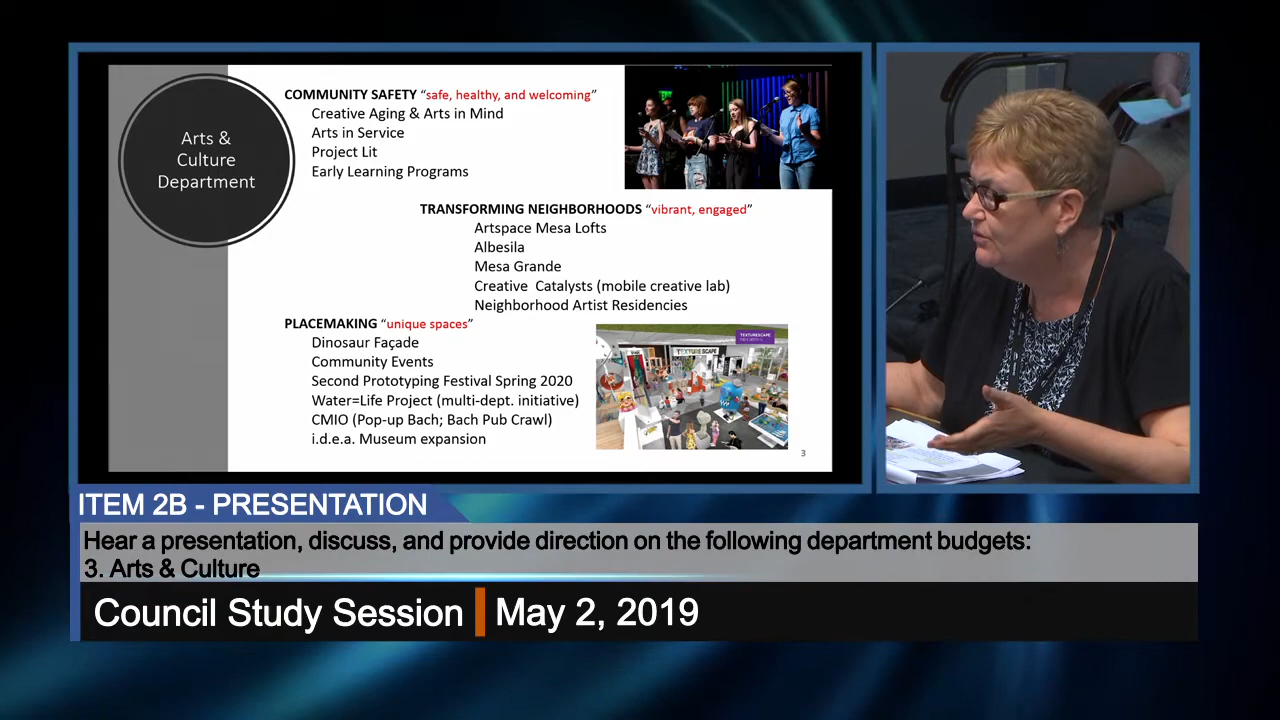 Arts &
Culture
Department
COMMUNITY SAFETY “safe, healthy, and welcoming”
Creative Aging & Arts in Mind
Arts in Service
Project Lit
Early Learning Programs
TRANSFORMING NEIGHBORHOODS “vibrant, engaged”
Artspace Mesa Lofts
Albesila
Mesa Grande
Creative Catalysts (mobile creative lab)
Neighborhood Artist Residencies
PLACEMAKING “unique spaces”
Dinosaur Façade
Community Events
Second Prototyping Festival Spring 2020
Water=Life Project (multi-dept. initiative)
CMIO (Pop-up Bach; Bach Pub Crawl)
i.d.e.a. Museum expansion
TEXTURESCAPE
3
ITEM 2B - PRESENTATION
Hear a presentation, discuss, and provide direction on the following department budgets:
3. Arts & Culture
Council Study Session May 2, 2019